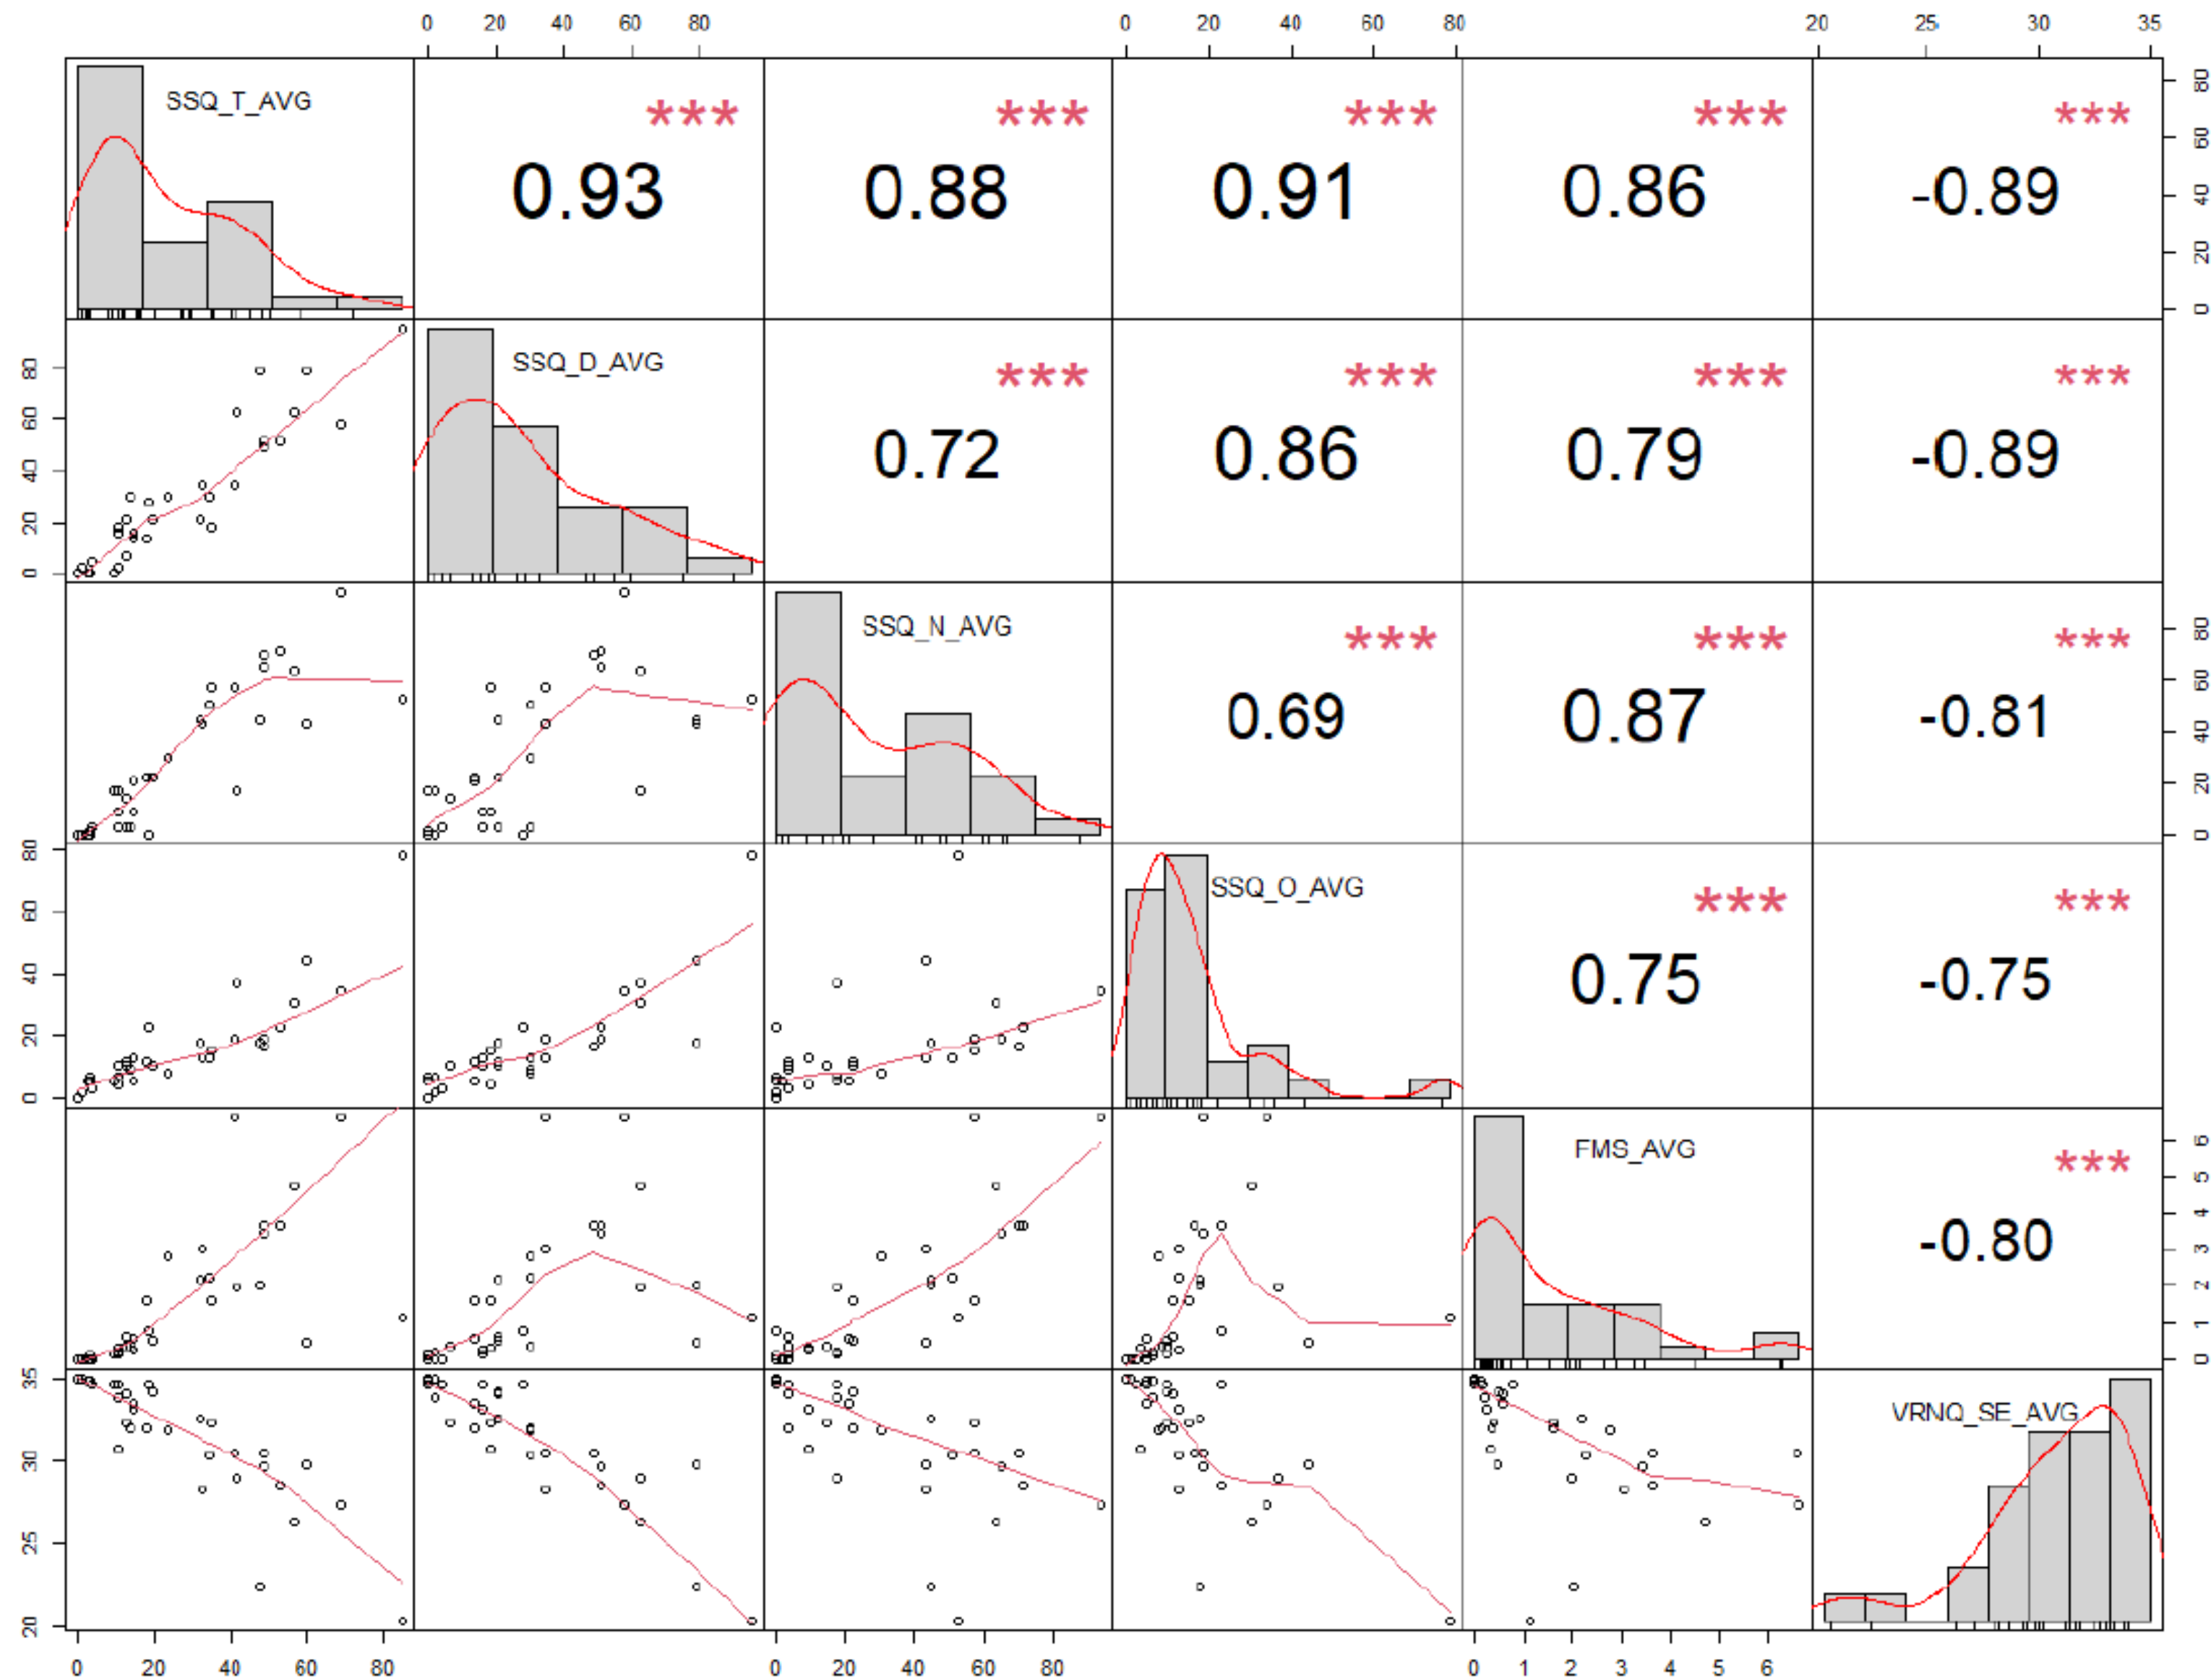 0 20 40 60 80 0 20 40 60 80 20 25 30 35
SSQ_T_AVG *** *** *** *** ***
0.93 0.88 0.91 0.86 -0.89
0 20 40 60 80
0 20 40 60 80
SSQ_D_AVG *** *** *** ***
0.72 0.86 0.79 -0.89
SSQ_N_AVG *** *** ***
0.69 0.87 -0.81
0 20 40 60 80
0 20 40 60 80
SSQ_O_AVG *** ***
0.75 -0.75
FMS_AVG ***
-0.80
0 1 2 3 4 5 6
20 25 30 35
VRNQ_SE_AVG
0 20 40 60 80 0 20 40 60 80 0 1 2 3 4 5 6